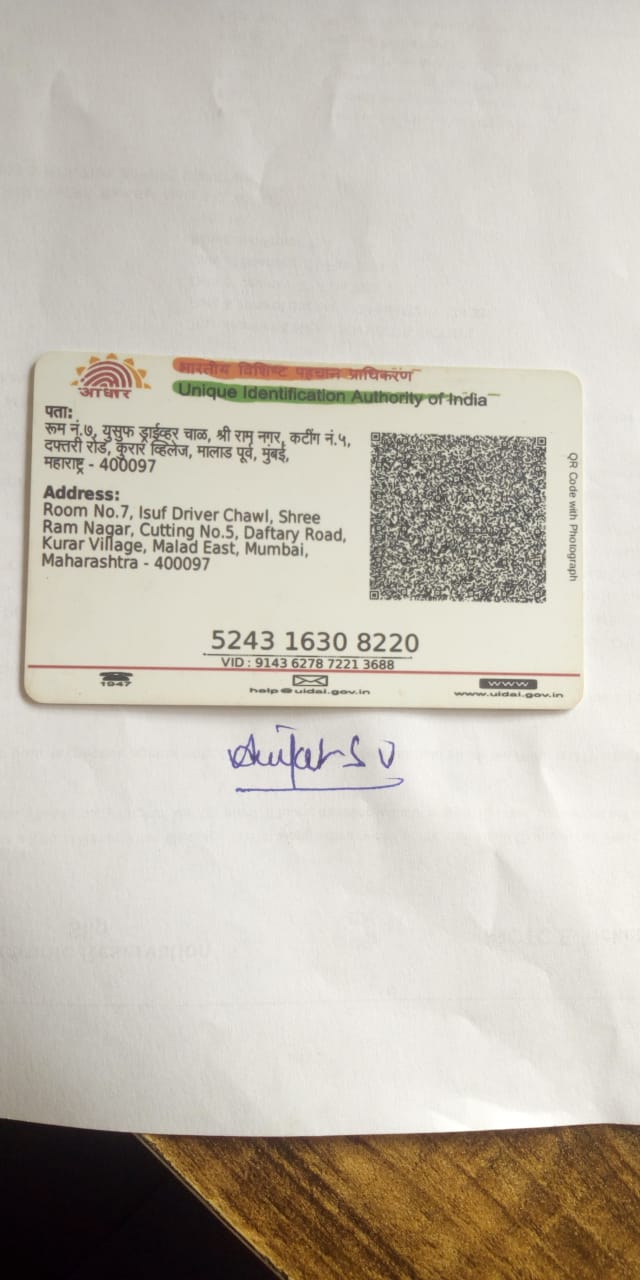 आधार
भारतीय विशिष्ट पहचान प्राधिकरण
Unique Identification Authority of India
पता:
रूम नं.७, युसुफ ड्राईव्हर चाळ, श्री राम नगर, कटींग नं.५,
दफ्तरी रोड, कुरार व्हिलेज, मालाड पूर्व, मुंबई,
महाराष्ट्र - 400097
Address:
Room No.7, Isuf Driver Chawl, Shree
Ram Nagar, Cutting No.5, Daftary Road,
Kurar Village, Malad East, Mumbai,
Maharashtra - 400097
QR Code with Photograph
5243 1630 8220
VID : 9143 6278 7221 3688
1947
help@uidai.gov.in
www
www.uidai.gov.in